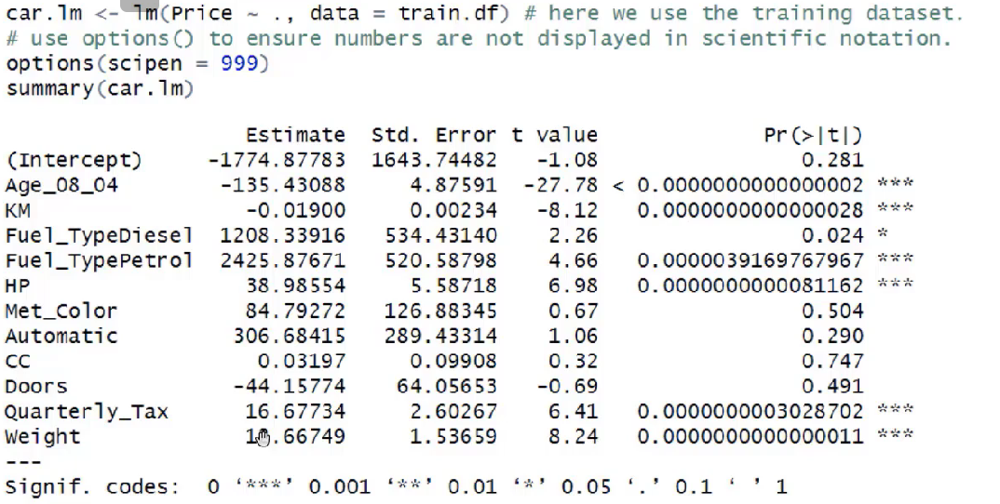 car.lm <- lm(Price ~ ., data = train.df) # here we use the training dataset.
# use options() to ensure numbers are not displayed in scientific notation.
options(scipen = 999)
summary(car.lm)
Estimate Std. Error t value Pr(>|t|)
(Intercept) -1774.87783 1643.74482 -1.08 0.281
Age_08_04 -135.43088 4.87591 -27.78 < 0.0000000000000002 ***
KM -0.01900 0.00234 -8.12 0.0000000000000028 ***
Fuel_TypeDiesel 1208.33916 534.43140 2.26 0.024 *
Fuel_TypePetrol 2425.87671 520.58798 4.66 0.0000039169767967 ***
HP 38.98554 5.58718 6.98 0.0000000000081162 ***
Met_Color 84.79272 126.88345 0.67 0.504
Automatic 306.68415 289.43314 1.06 0.290
CC 0.03197 0.09908 0.32 0.747
Doors -44.15774 64.05653 -0.69 0.491
Quarterly_Tax 16.67734 2.60267 6.41 0.0000000003028702 ***
Weight 1.53659 8.24 0.0000000000000011 ***
---
Signif. codes: 0 ‘***’ 0.001 ‘**’ 0.01 ‘*’ 0.05 ‘.’ 0.1 ‘ ’ 1